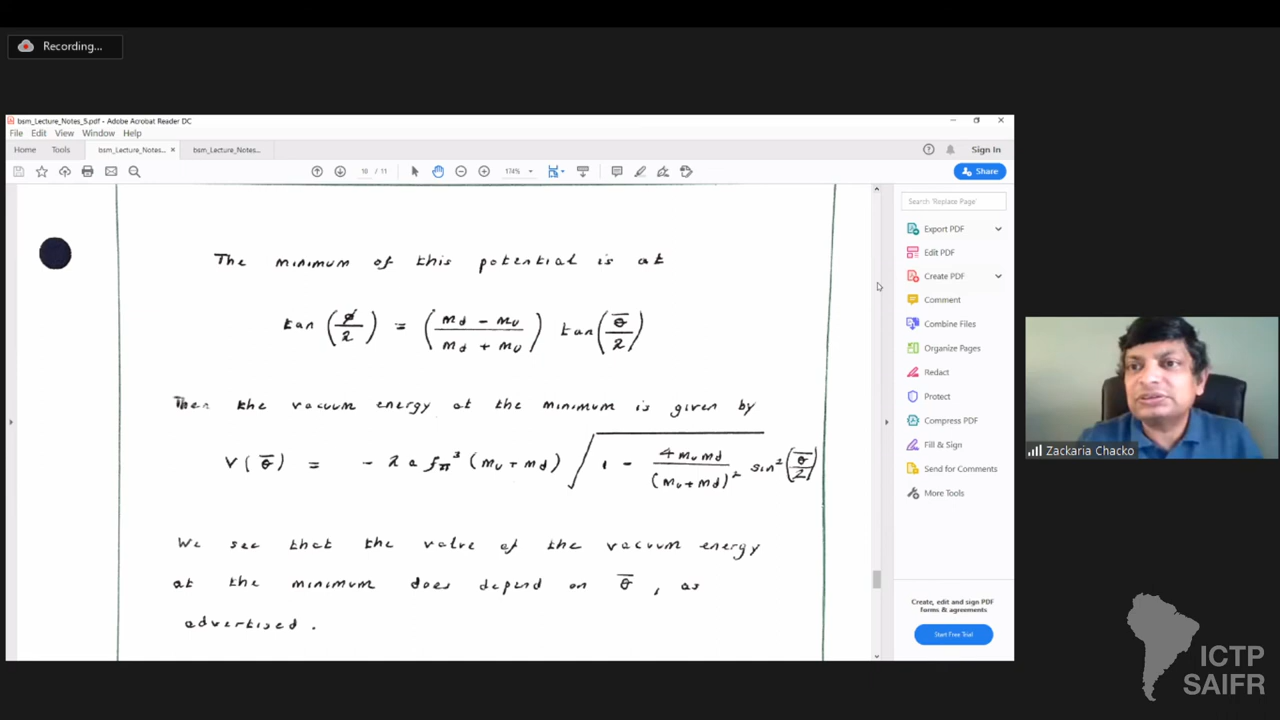 Recording...
bsm_Lecture_Notes_5.pdf - Adobe Acrobat Reader DC
File Edit View Window Help
Home Tools bsm_Lecture_Notes... × bsm_Lecture_Notes... Sign In
10 / 11 174% Share
The minimum of this potential is at
tan (φ/2) = ((m_d - m_u)/(m_d + m_u)) tan (θ̅/2)
Then the vacuum energy at the minimum is given by
V(θ̅) = - 2 a f_π³ (m_u + m_d) √(1 - (4 m_u m_d)/(m_u + m_d)² sin² (θ̅/2))
We see that the value of the vacuum energy
at the minimum does depend on θ̅, as
advertised.
Search 'Replace Page'
Export PDF
Edit PDF
Create PDF
Comment
Combine Files
Organize Pages
Redact
Protect
Compress PDF
Fill & Sign
Send for Comments
More Tools
Create, edit and sign PDF
forms & agreements
Start Free Trial
Zackaria Chacko
ICTP
SAIFR